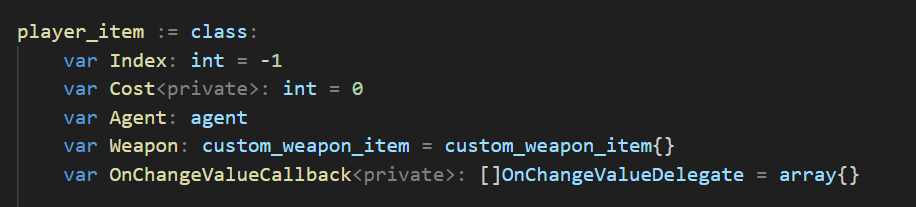 player_item := class:
    var Index: int = -1
    var Cost<private>: int = 0
    var Agent: agent
    var Weapon: custom_weapon_item = custom_weapon_item{}
    var OnChangeValueCallback<private>: []OnChangeValueDelegate = array{}